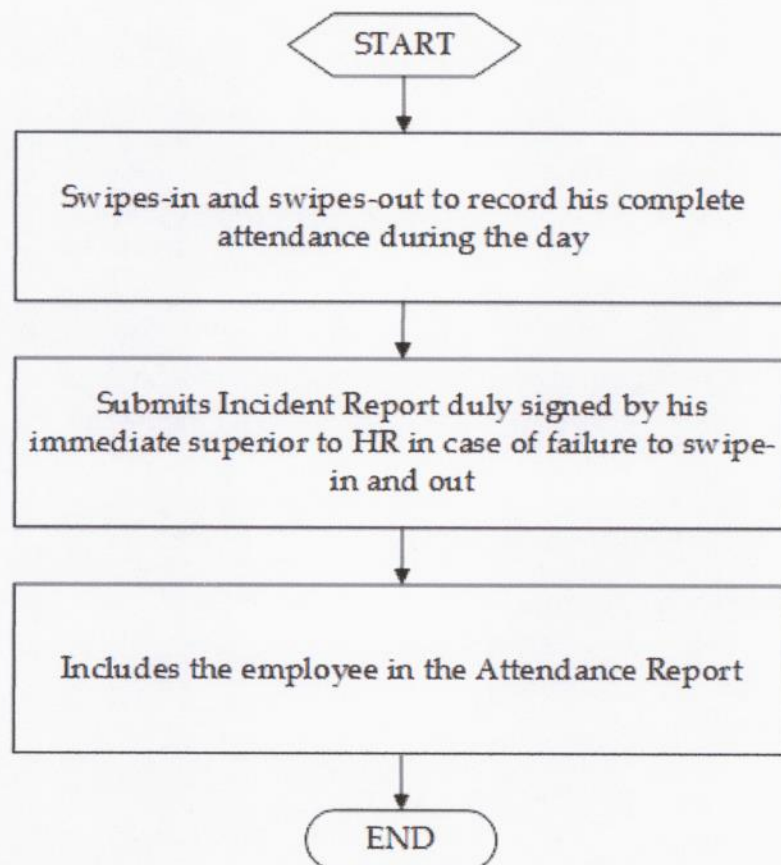 START
Swipes-in and swipes-out to record his complete
attendance during the day
Submits Incident Report duly signed by his
immediate superior to HR in case of failure to swipe-
in and out
Includes the employee in the Attendance Report
END